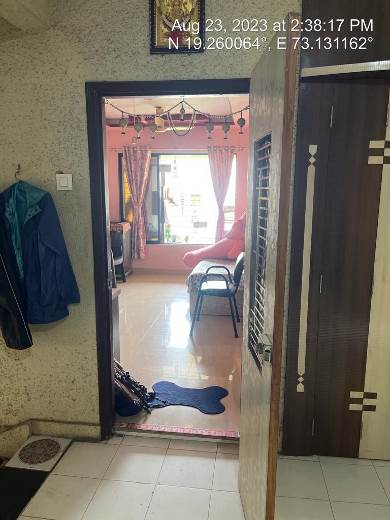 Aug 23, 2023 at 2:38:17 PM
N 19.260064°, E 73.131162°